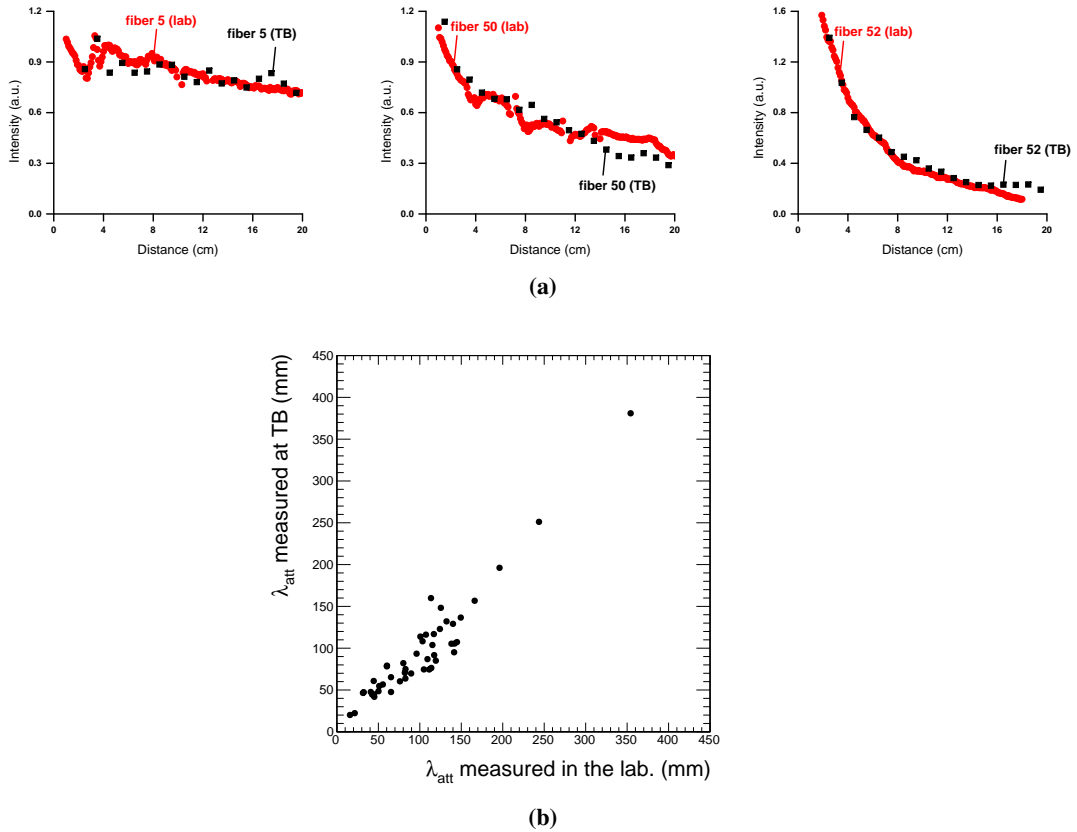 1.2
0.9
0.6
0.3
0.0
0 4 8 12 16 20
Intensity (a.u.)
Distance (cm)
fiber 5 (lab)
fiber 5 (TB)
1.2
0.9
0.6
0.3
0.0
0 4 8 12 16 20
Intensity (a.u.)
Distance (cm)
fiber 50 (lab)
fiber 50 (TB)
1.6
1.2
0.8
0.4
0.0
0 4 8 12 16 20
Intensity (a.u.)
Distance (cm)
fiber 52 (lab)
fiber 52 (TB)
(a)
450
400
350
300
250
200
150
100
50
0
0 50 100 150 200 250 300 350 400 450
λatt measured at TB (mm)
λatt measured in the lab. (mm)
(b)